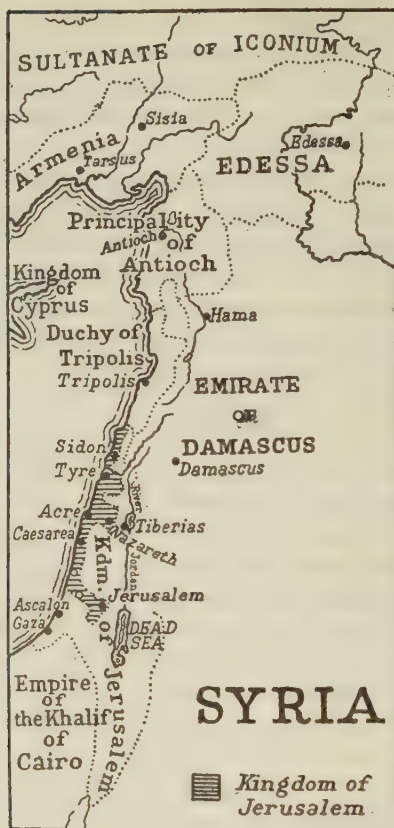 SULTANATE OF ICONIUM
Sisia
Armenia
Tarsus
Edessa
EDESSA
Principality
of
Antioch
Antioch
Kingdom
of
Cyprus
Hama
Duchy of
Tripolis
Tripolis
EMIRATE
OF
DAMASCUS
Damascus
Sidon
Tyre
River
Jordan
Acre
Tiberias
Caesarea
Nazareth
Kdm. of Jerusalem
Jerusalem
Ascalon
Gaza
DEAD
SEA
Empire
of
the Khalif
of
Cairo
SYRIA
Kingdom of
Jerusalem